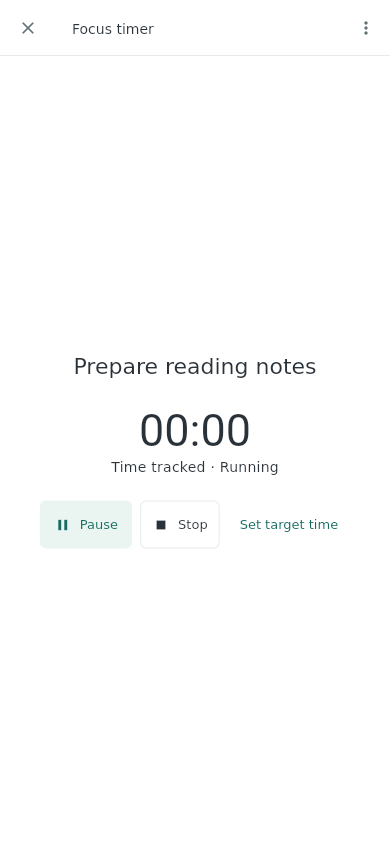 Focus timer
Prepare reading notes
00:00
Time tracked · Running
Pause
Stop
Set target time